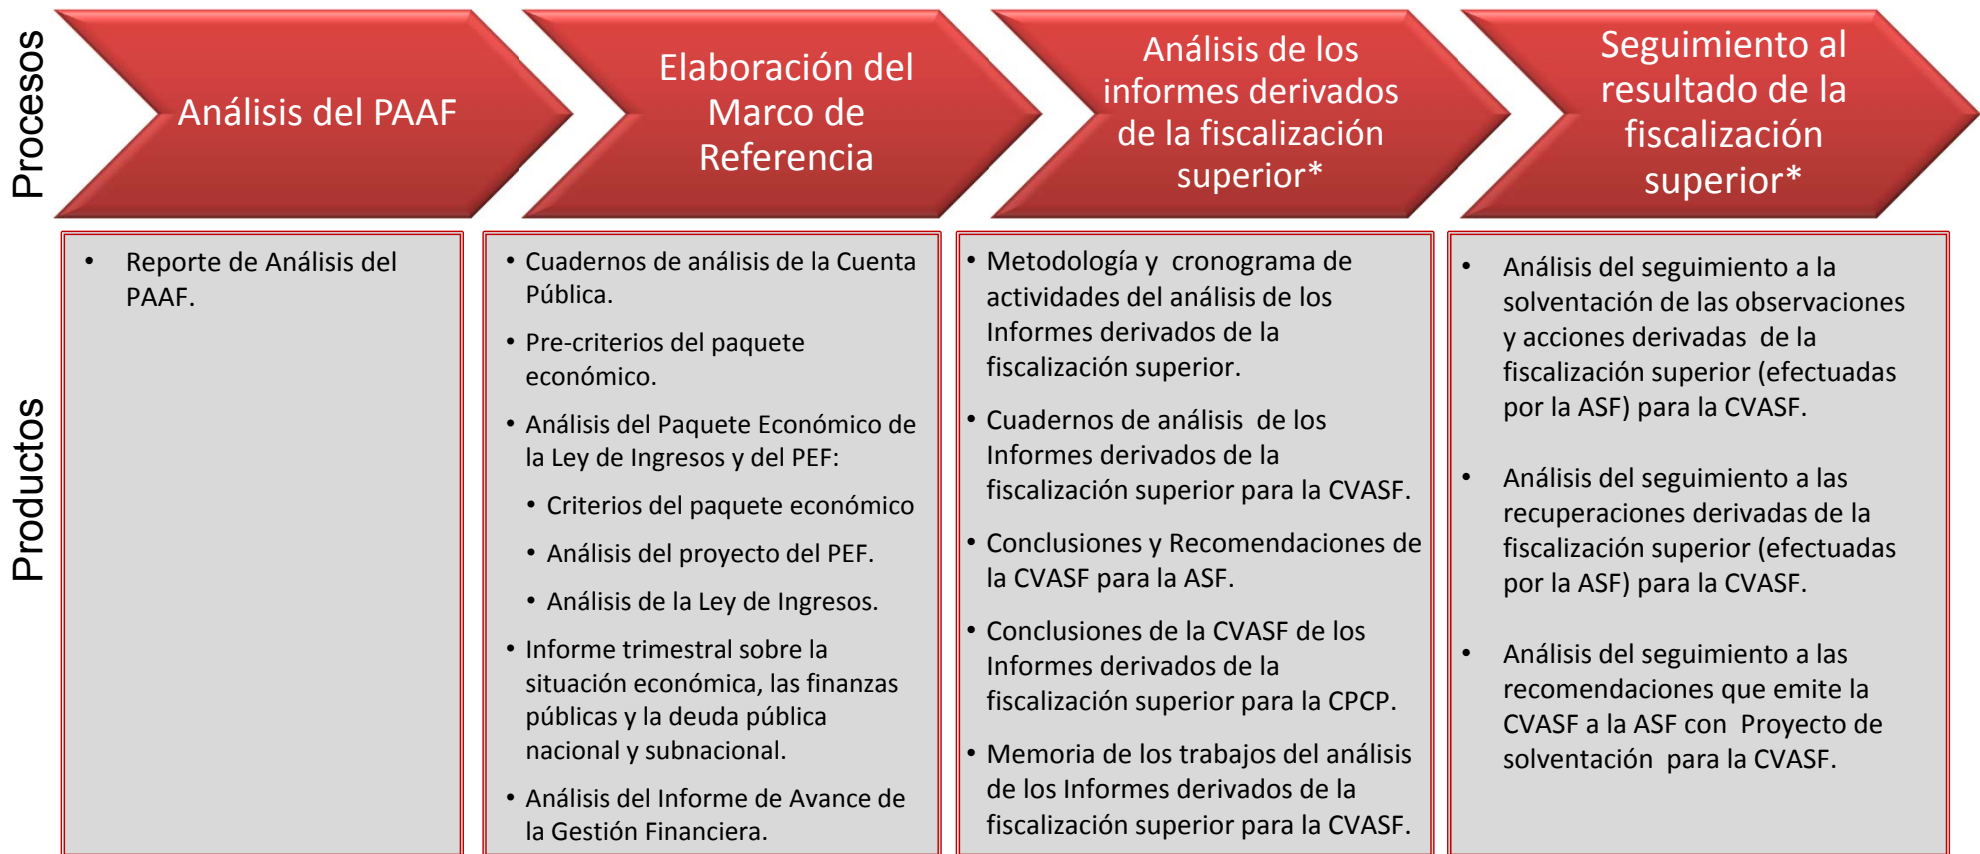 Procesos
Análisis del PAAF
Elaboración del
Marco de
Referencia
Análisis de los
informes derivados
de la fiscalización
superior*
Seguimiento al
resultado de la
fiscalización
superior*
Productos
• Reporte de Análisis del
PAAF.
• Cuadernos de análisis de la Cuenta
Pública.
• Pre-criterios del paquete
económico.
• Análisis del Paquete Económico de
la Ley de Ingresos y del PEF:
• Criterios del paquete económico
• Análisis del proyecto del PEF.
• Análisis de la Ley de Ingresos.
• Informe trimestral sobre la
situación económica, las finanzas
públicas y la deuda pública
nacional y subnacional.
• Análisis del Informe de Avance de
la Gestión Financiera.
• Metodología y cronograma de
actividades del análisis de los
Informes derivados de la
fiscalización superior.
• Cuadernos de análisis de los
Informes derivados de la
fiscalización superior para la CVASF.
• Conclusiones y Recomendaciones de
la CVASF para la ASF.
• Conclusiones de la CVASF de los
Informes derivados de la
fiscalización superior para la CPCP.
• Memoria de los trabajos del análisis
de los Informes derivados de la
fiscalización superior para la CVASF.
• Análisis del seguimiento a la
solventación de las observaciones
y acciones derivadas de la
fiscalización superior (efectuadas
por la ASF) para la CVASF.
• Análisis del seguimiento a las
recuperaciones derivadas de la
fiscalización superior (efectuadas
por la ASF) para la CVASF.
• Análisis del seguimiento a las
recomendaciones que emite la
CVASF a la ASF con Proyecto de
solventación para la CVASF.